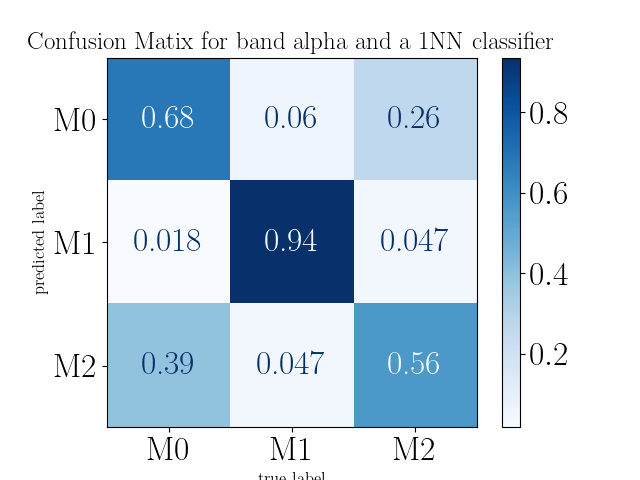 Confusion Matix for band alpha and a 1NN classifier
M0 0.68 0.06 0.26
M1 0.018 0.94 0.047
M2 0.39 0.047 0.56
predicted label
M0 M1 M2
true label
0.8
0.6
0.4
0.2